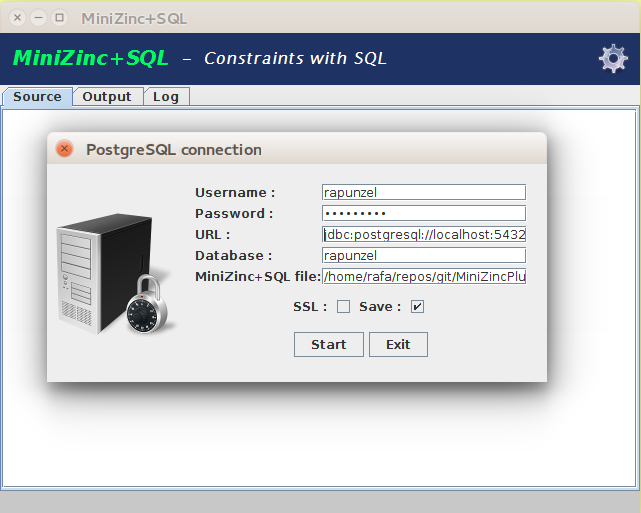 MiniZinc+SQL
MiniZinc+SQL – Constraints with SQL
Source Output Log
PostgreSQL connection
Username : rapunzel
Password : •••••••••
URL : jdbc:postgresql://localhost:5432
Database : rapunzel
MiniZinc+SQL file: /home/rafa/repos/git/MiniZincPlu
SSL : Save :
Start Exit